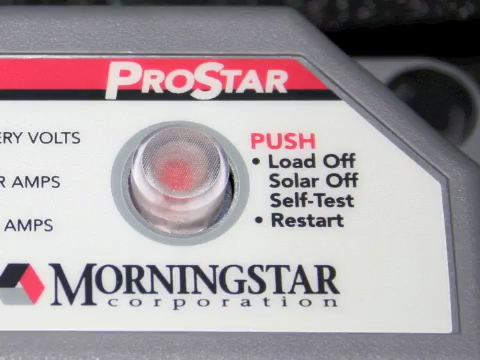 PROSTAR
ERY VOLTS
R AMPS
AMPS
PUSH
• Load Off
Solar Off
Self-Test
• Restart
MORNINGSTAR
corporation